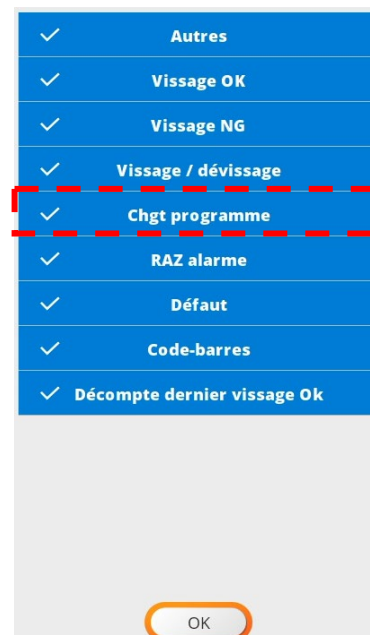 Autres
Vissage OK
Vissage NG
Vissage / dévissage
Chgt programme
RAZ alarme
Défaut
Code-barres
Décompte dernier vissage Ok
OK